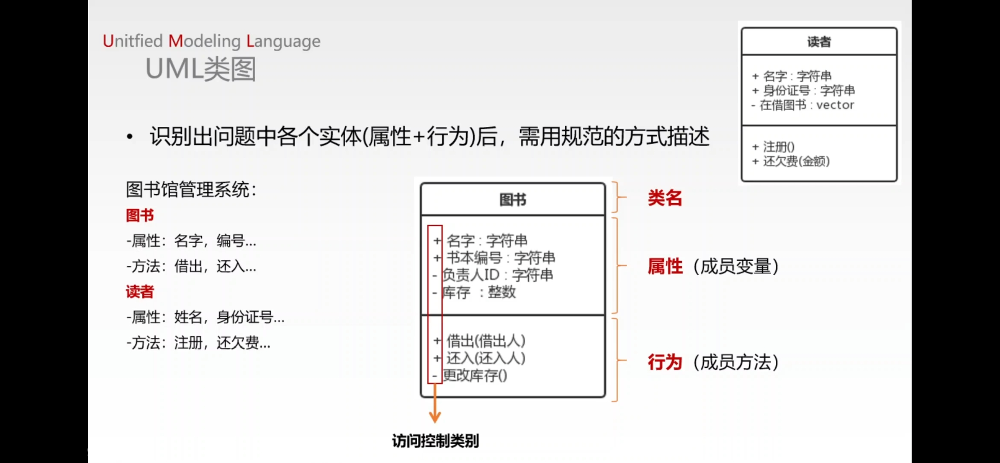 Unitfied Modeling Language
UML类图
• 识别出问题中各个实体(属性+行为)后，需用规范的方式描述
图书馆管理系统：
图书
-属性：名字，编号...
-方法：借出，还入...
读者
-属性：姓名，身份证号...
-方法：注册，还欠费...
图书
+ 名字 : 字符串
+ 书本编号 : 字符串
- 负责人ID : 字符串
- 库存 : 整数
+ 借出(借出人)
+ 还入(还入人)
- 更改库存()
访问控制类别
类名
属性（成员变量）
行为（成员方法）
读者
+ 名字 : 字符串
+ 身份证号 : 字符串
- 在借图书 : vector
+ 注册()
+ 还欠费(金额)